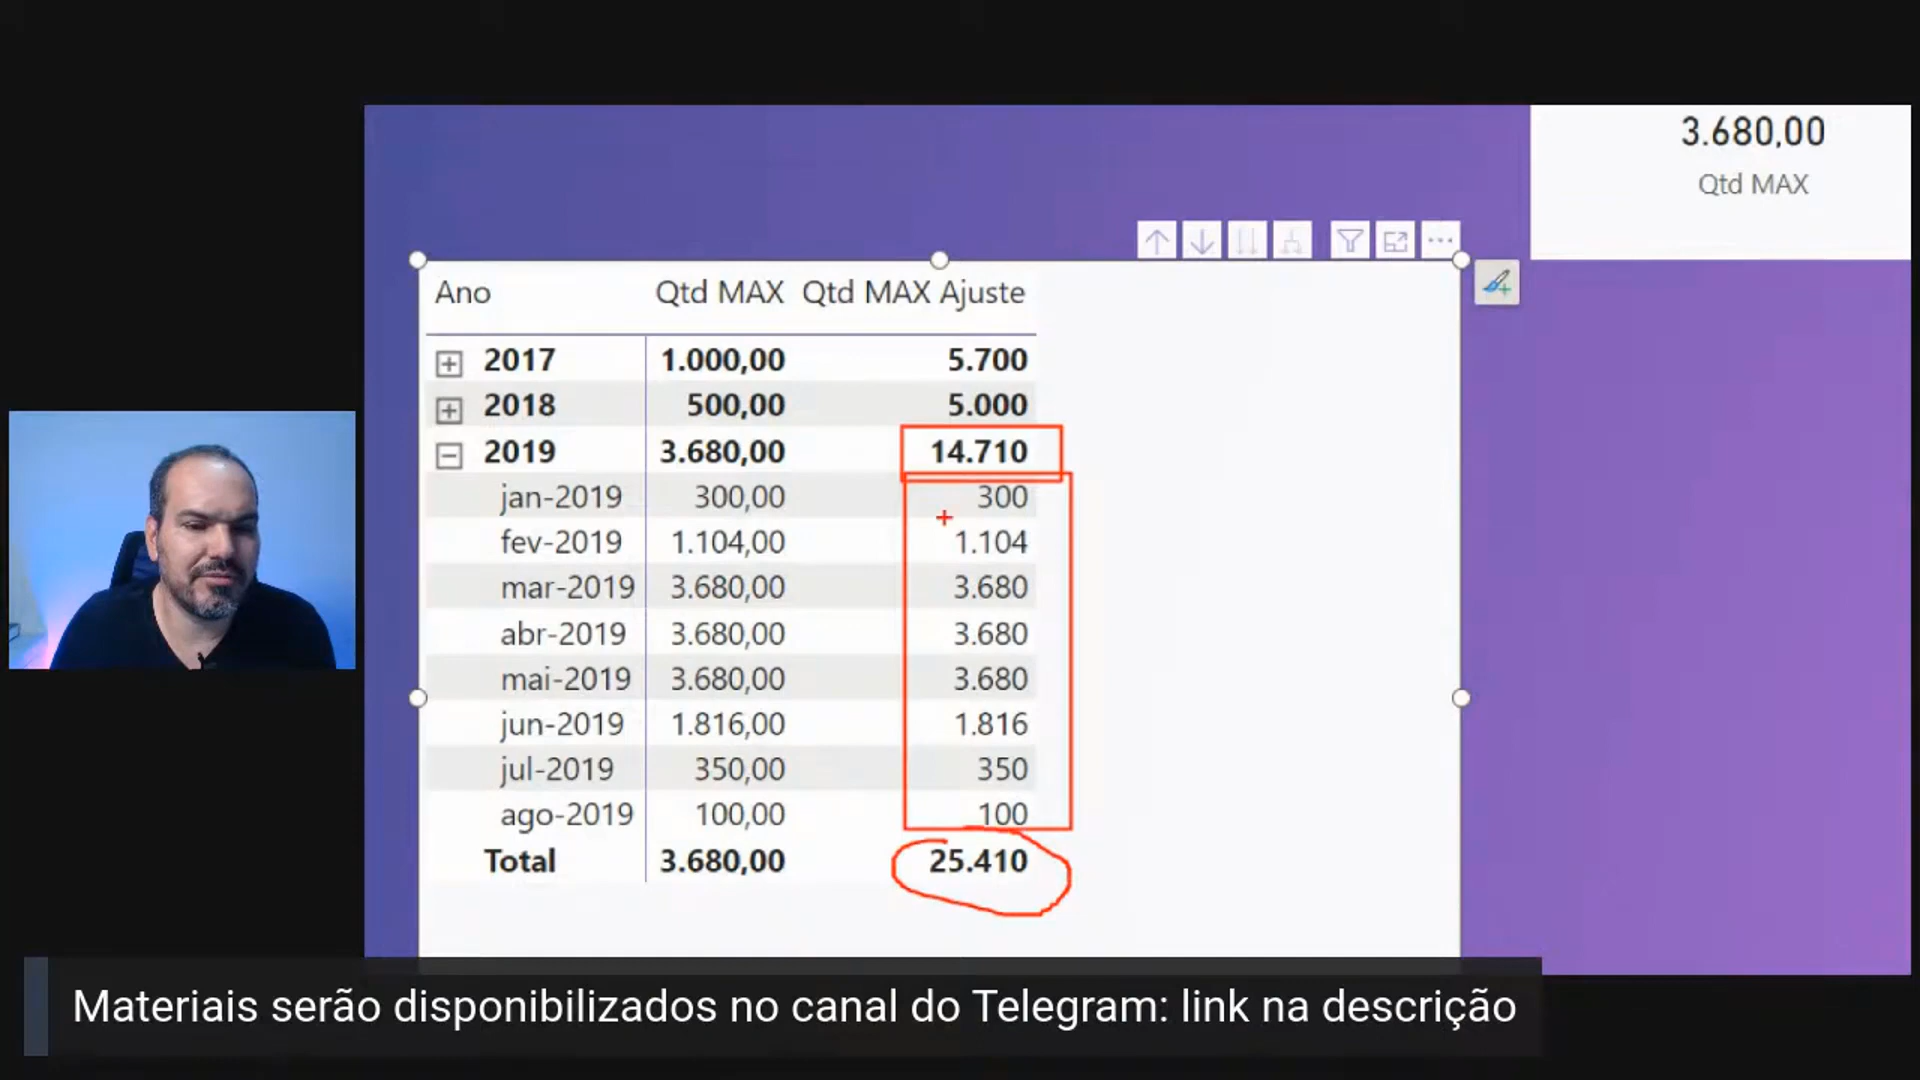 3.680,00
Qtd MAX
Ano Qtd MAX Qtd MAX Ajuste
2017 1.000,00 5.700
2018 500,00 5.000
2019 3.680,00 14.710
jan-2019 300,00 300
fev-2019 1.104,00 1.104
mar-2019 3.680,00 3.680
abr-2019 3.680,00 3.680
mai-2019 3.680,00 3.680
jun-2019 1.816,00 1.816
jul-2019 350,00 350
ago-2019 100,00 100
Total 3.680,00 25.410
Materiais serão disponibilizados no canal do Telegram: link na descrição